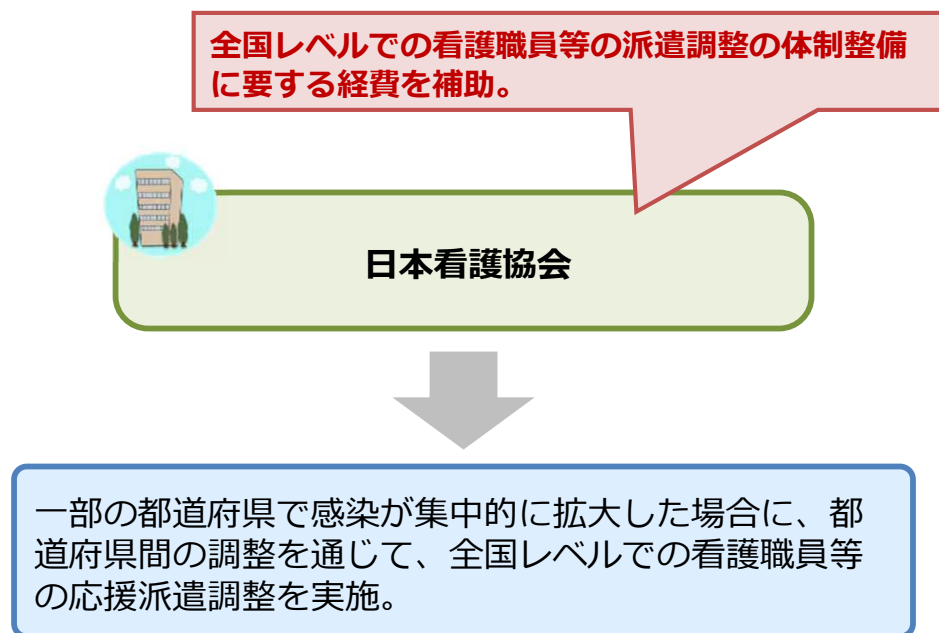 全国レベルでの看護職員等の派遣調整の体制整備
に要する経費を補助。
日本看護協会
一部の都道府県で感染が集中的に拡大した場合に、都
道府県間の調整を通じて、全国レベルでの看護職員等
の応援派遣調整を実施。